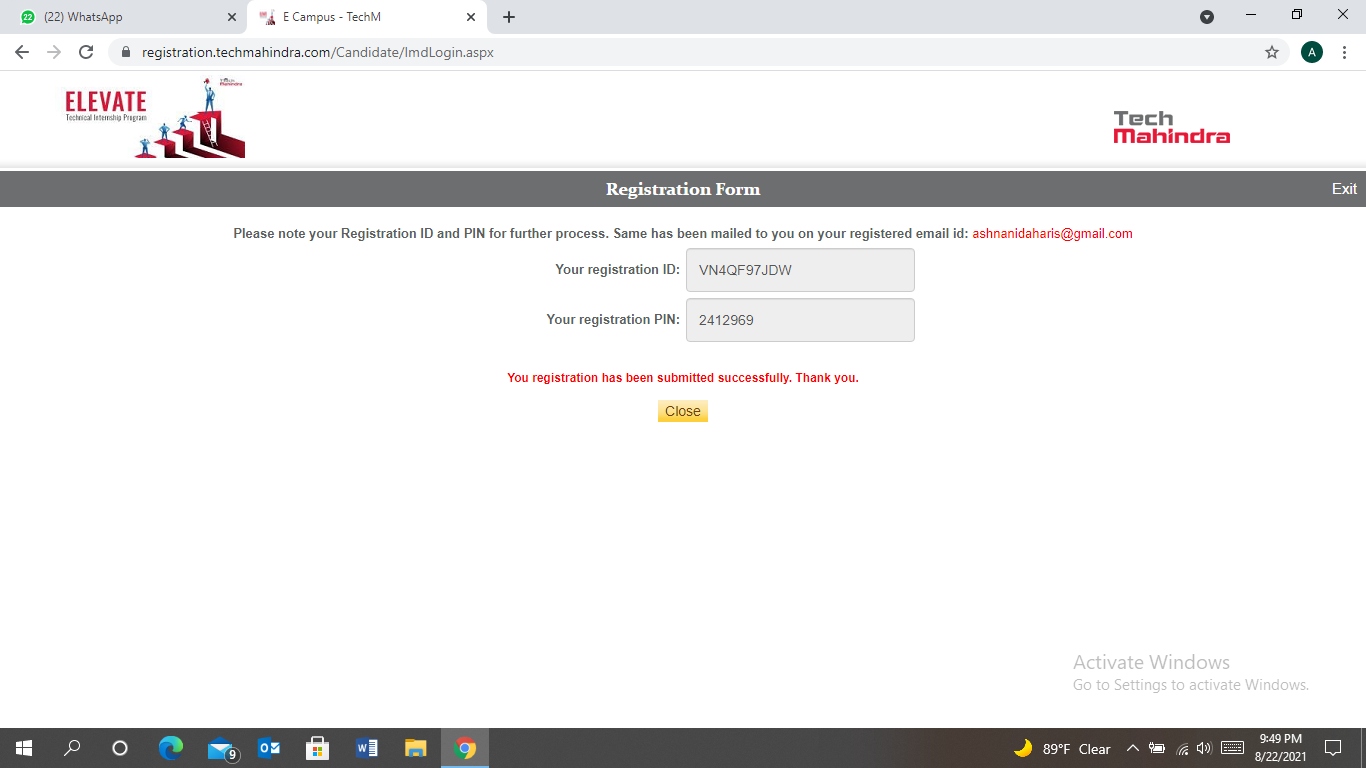 22
(22) WhatsApp
E Campus - TechM
registration.techmahindra.com/Candidate/ImdLogin.aspx
A
ELEVATE
Technical Internship Program
Tech
Mahindra
Tech
Mahindra
Registration Form
Exit
Please note your Registration ID and PIN for further process. Same has been mailed to you on your registered email id: ashnanidaharis@gmail.com
Your registration ID: VN4QF97JDW
Your registration PIN: 2412969
You registration has been submitted successfully. Thank you.
Close
Activate Windows
Go to Settings to activate Windows.
9
89°F Clear
9:49 PM
8/22/2021